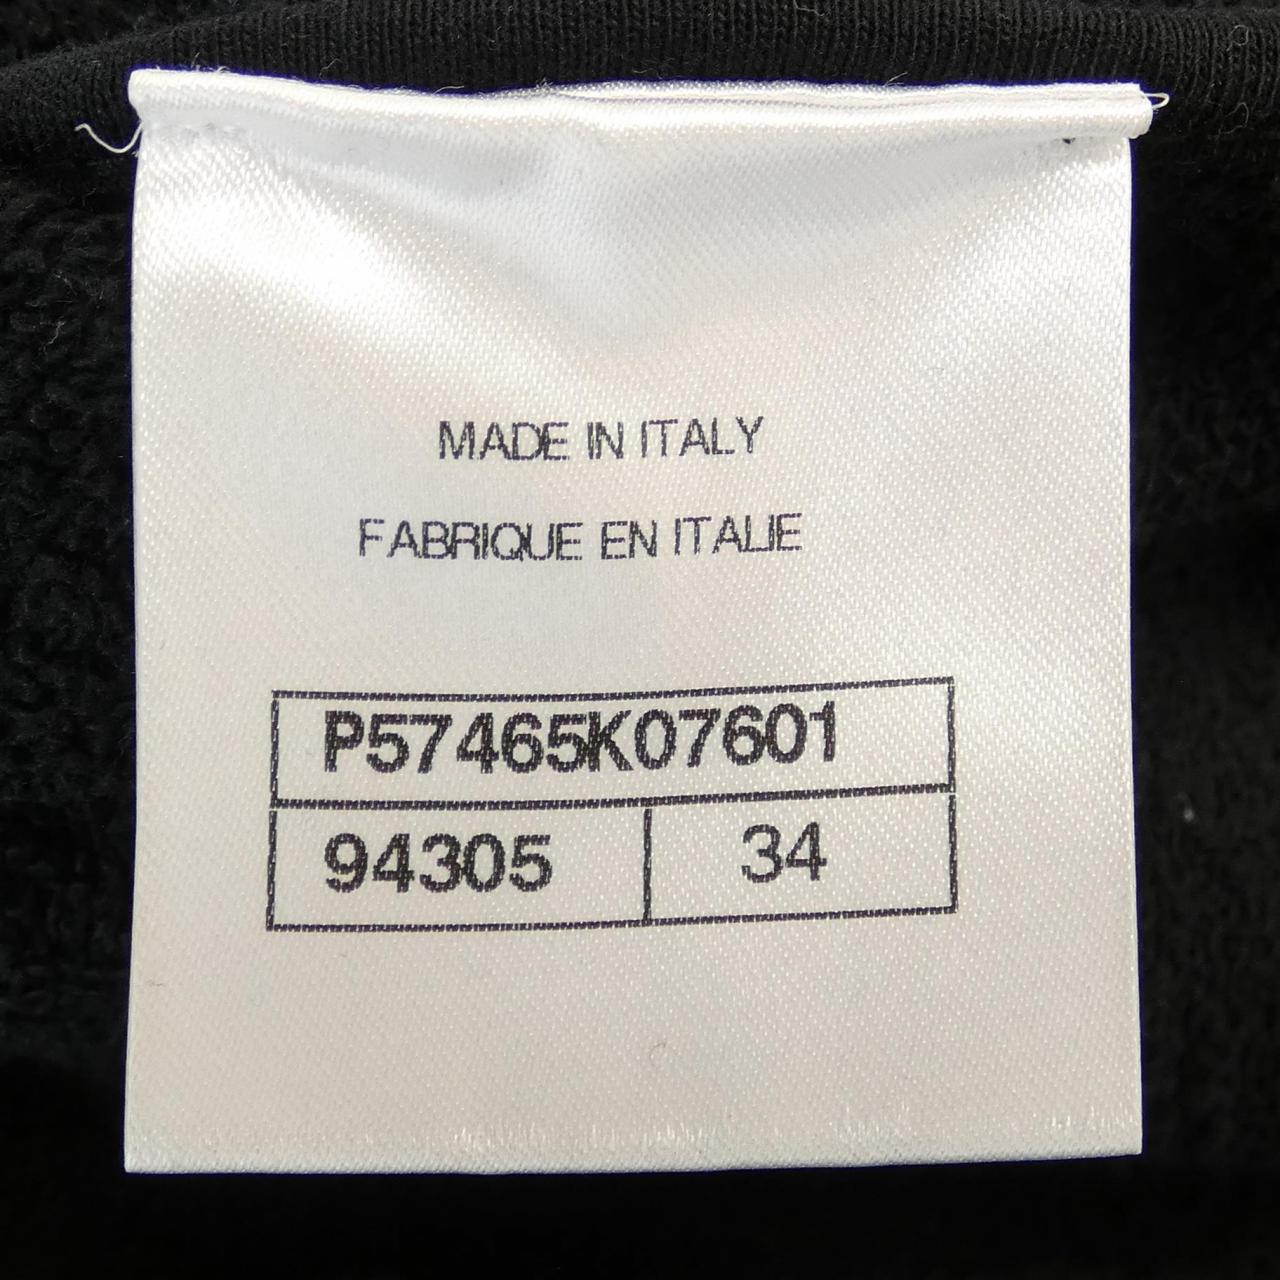 MADE IN ITALY
FABRIQUE EN ITALIE
P57465K07601
94305 34